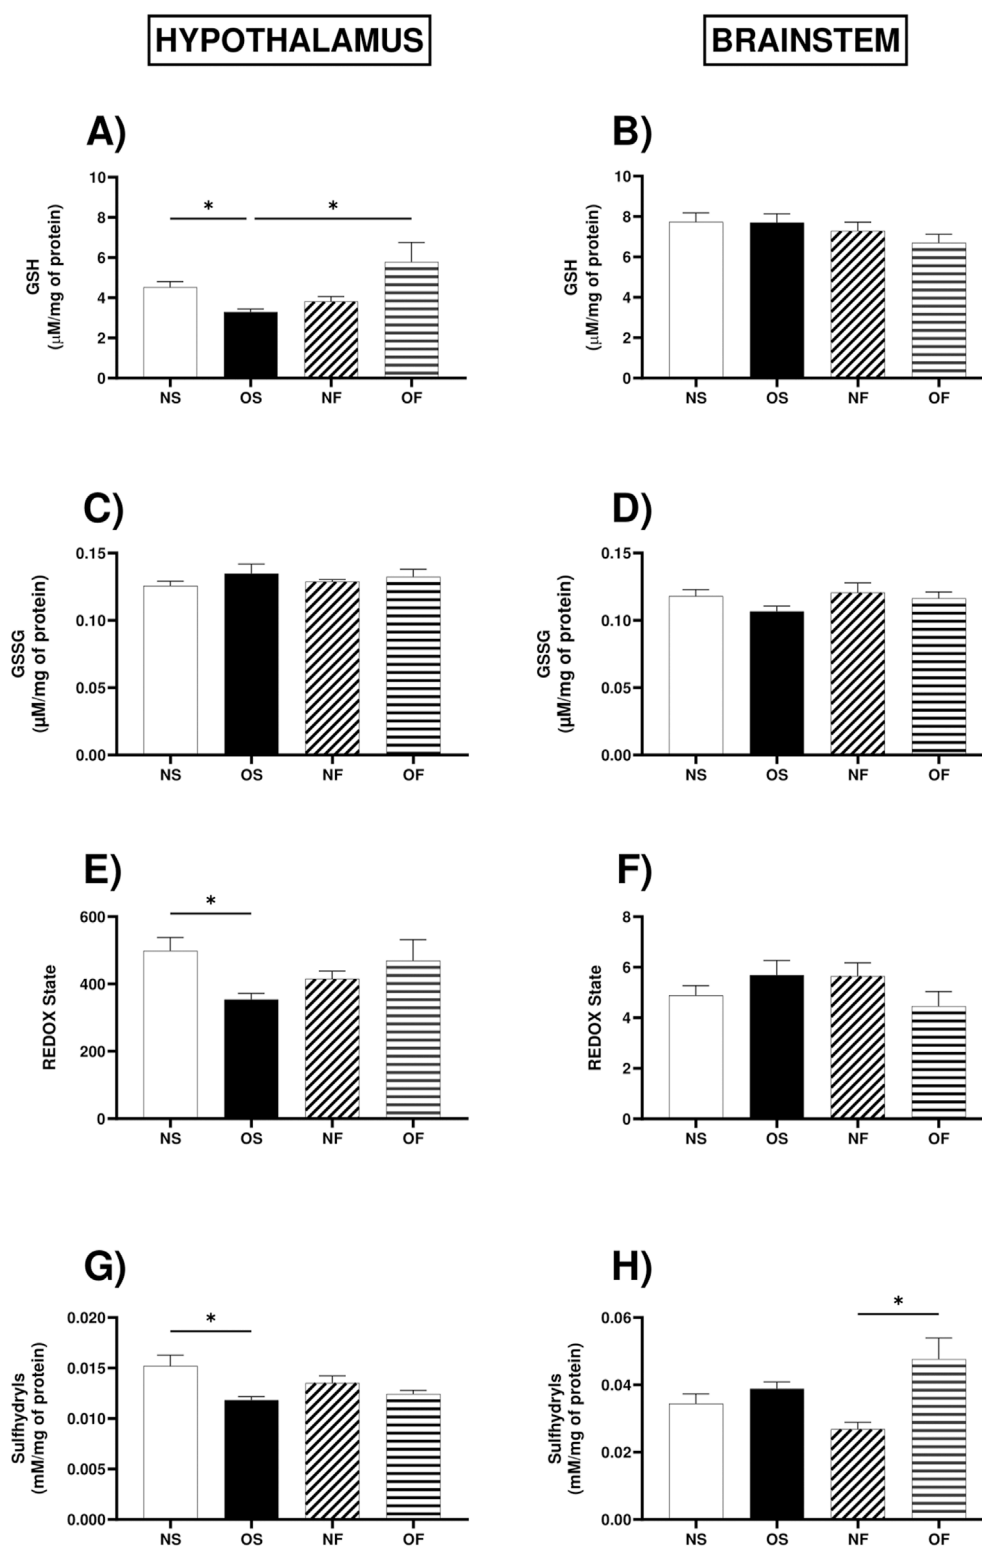 HYPOTHALAMUS
BRAINSTEM
A)
GSH
(µM/mg of protein)
10
8
6
4
2
0
*
*
NS OS NF OF
B)
GSH
(µM/mg of protein)
10
8
6
4
2
0
NS OS NF OF
C)
GSSG
(µM/mg of protein)
0.15
0.10
0.05
0.00
NS OS NF OF
D)
GSSG
(µM/mg of protein)
0.15
0.10
0.05
0.00
NS OS NF OF
E)
REDOX State
600
400
200
0
*
NS OS NF OF
F)
REDOX State
8
6
4
2
0
NS OS NF OF
G)
Sulfhydryls
(mM/mg of protein)
0.020
0.015
0.010
0.005
0.000
*
NS OS NF OF
H)
Sulfhydryls
(mM/mg of protein)
0.06
0.04
0.02
0.00
*
NS OS NF OF